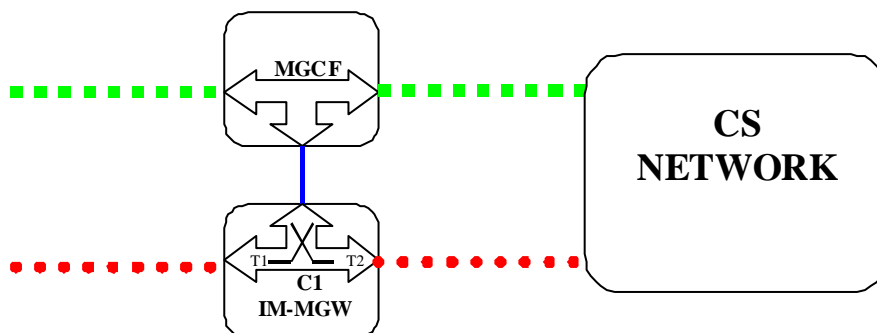 MGCF
CS
NETWORK
T1 T2
C1
IM-MGW